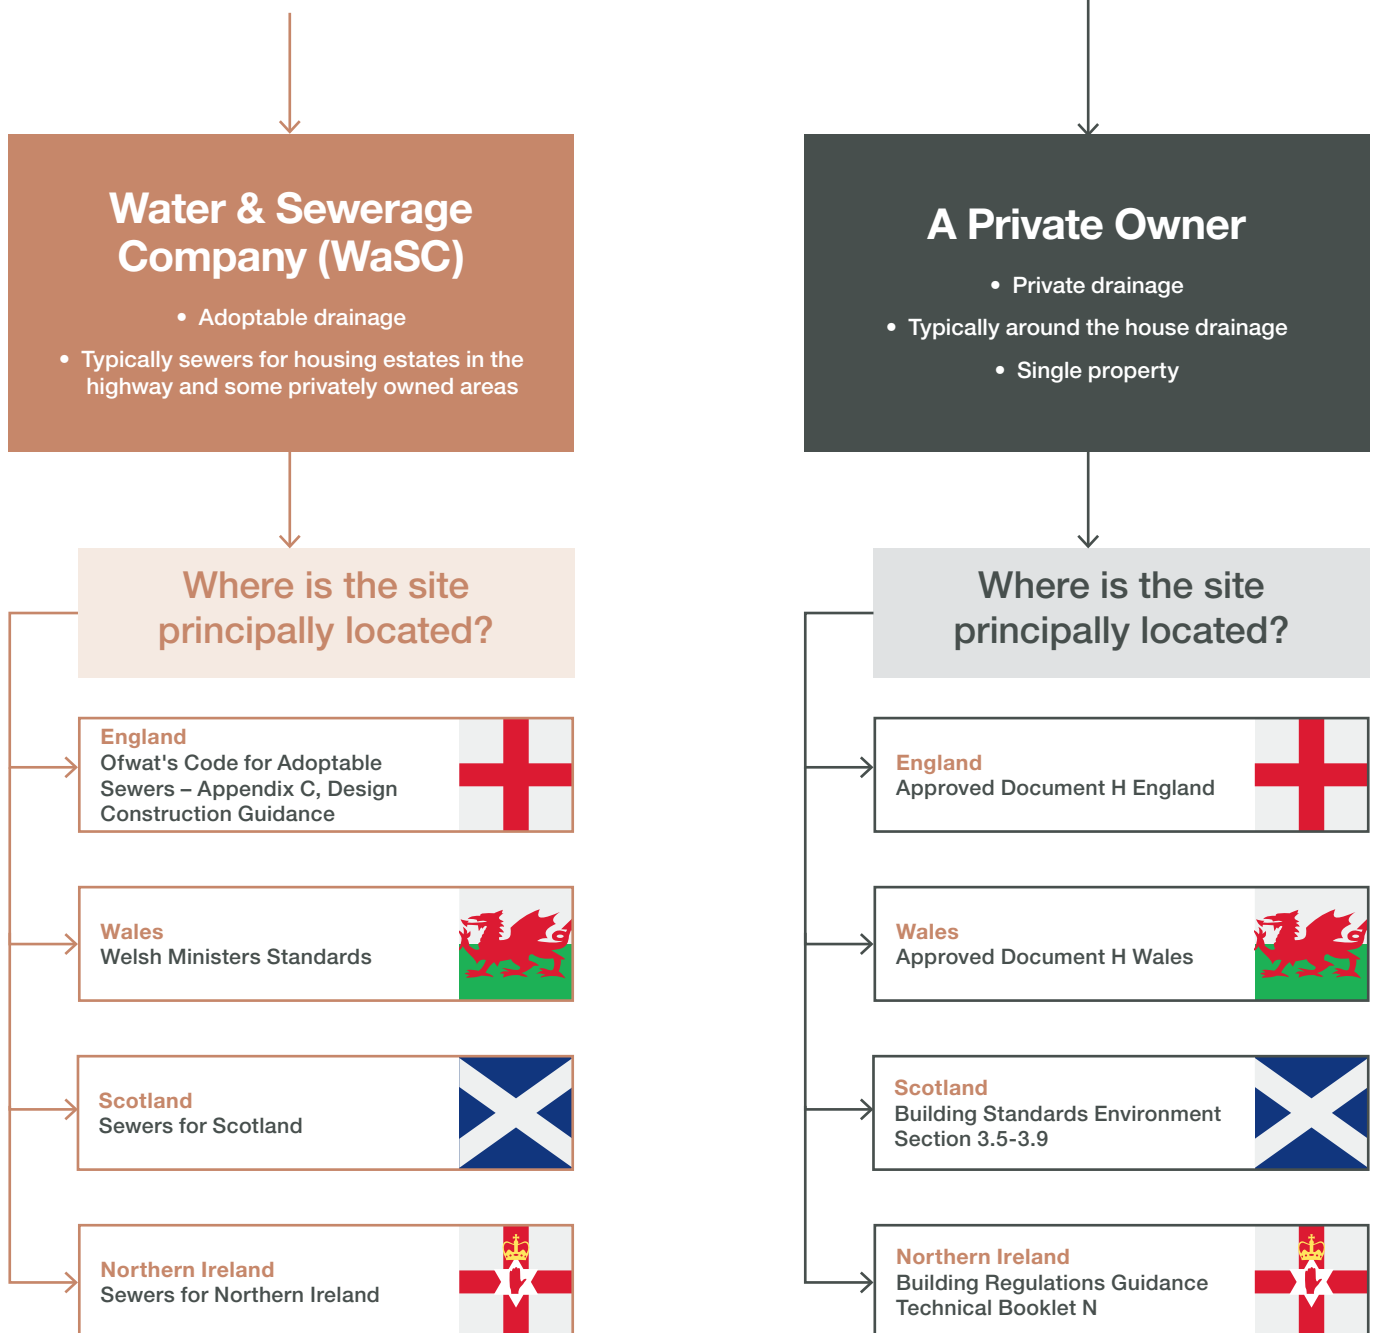 Water & Sewerage
Company (WaSC)
• Adoptable drainage
• Typically sewers for housing estates in the
highway and some privately owned areas
Where is the site
principally located?
England
Ofwat's Code for Adoptable
Sewers – Appendix C, Design
Construction Guidance
Wales
Welsh Ministers Standards
Scotland
Sewers for Scotland
Northern Ireland
Sewers for Northern Ireland
A Private Owner
• Private drainage
• Typically around the house drainage
• Single property
Where is the site
principally located?
England
Approved Document H England
Wales
Approved Document H Wales
Scotland
Building Standards Environment
Section 3.5-3.9
Northern Ireland
Building Regulations Guidance
Technical Booklet N